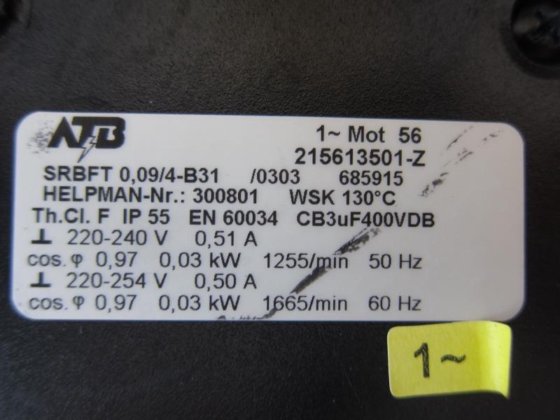 ATB
1~ Mot 56
215613501-Z
SRBFT 0,09/4-B31 /0303 685915
HELPMAN-Nr.: 300801 WSK 130°C
Th.Cl. F IP 55 EN 60034 CB3uF400VDB
⊥ 220-240 V 0,51 A
cos. φ 0,97 0,03 kW 1255/min 50 Hz
⊥ 220-254 V 0,50 A
cos. φ 0,97 0,03 kW 1665/min 60 Hz
1~